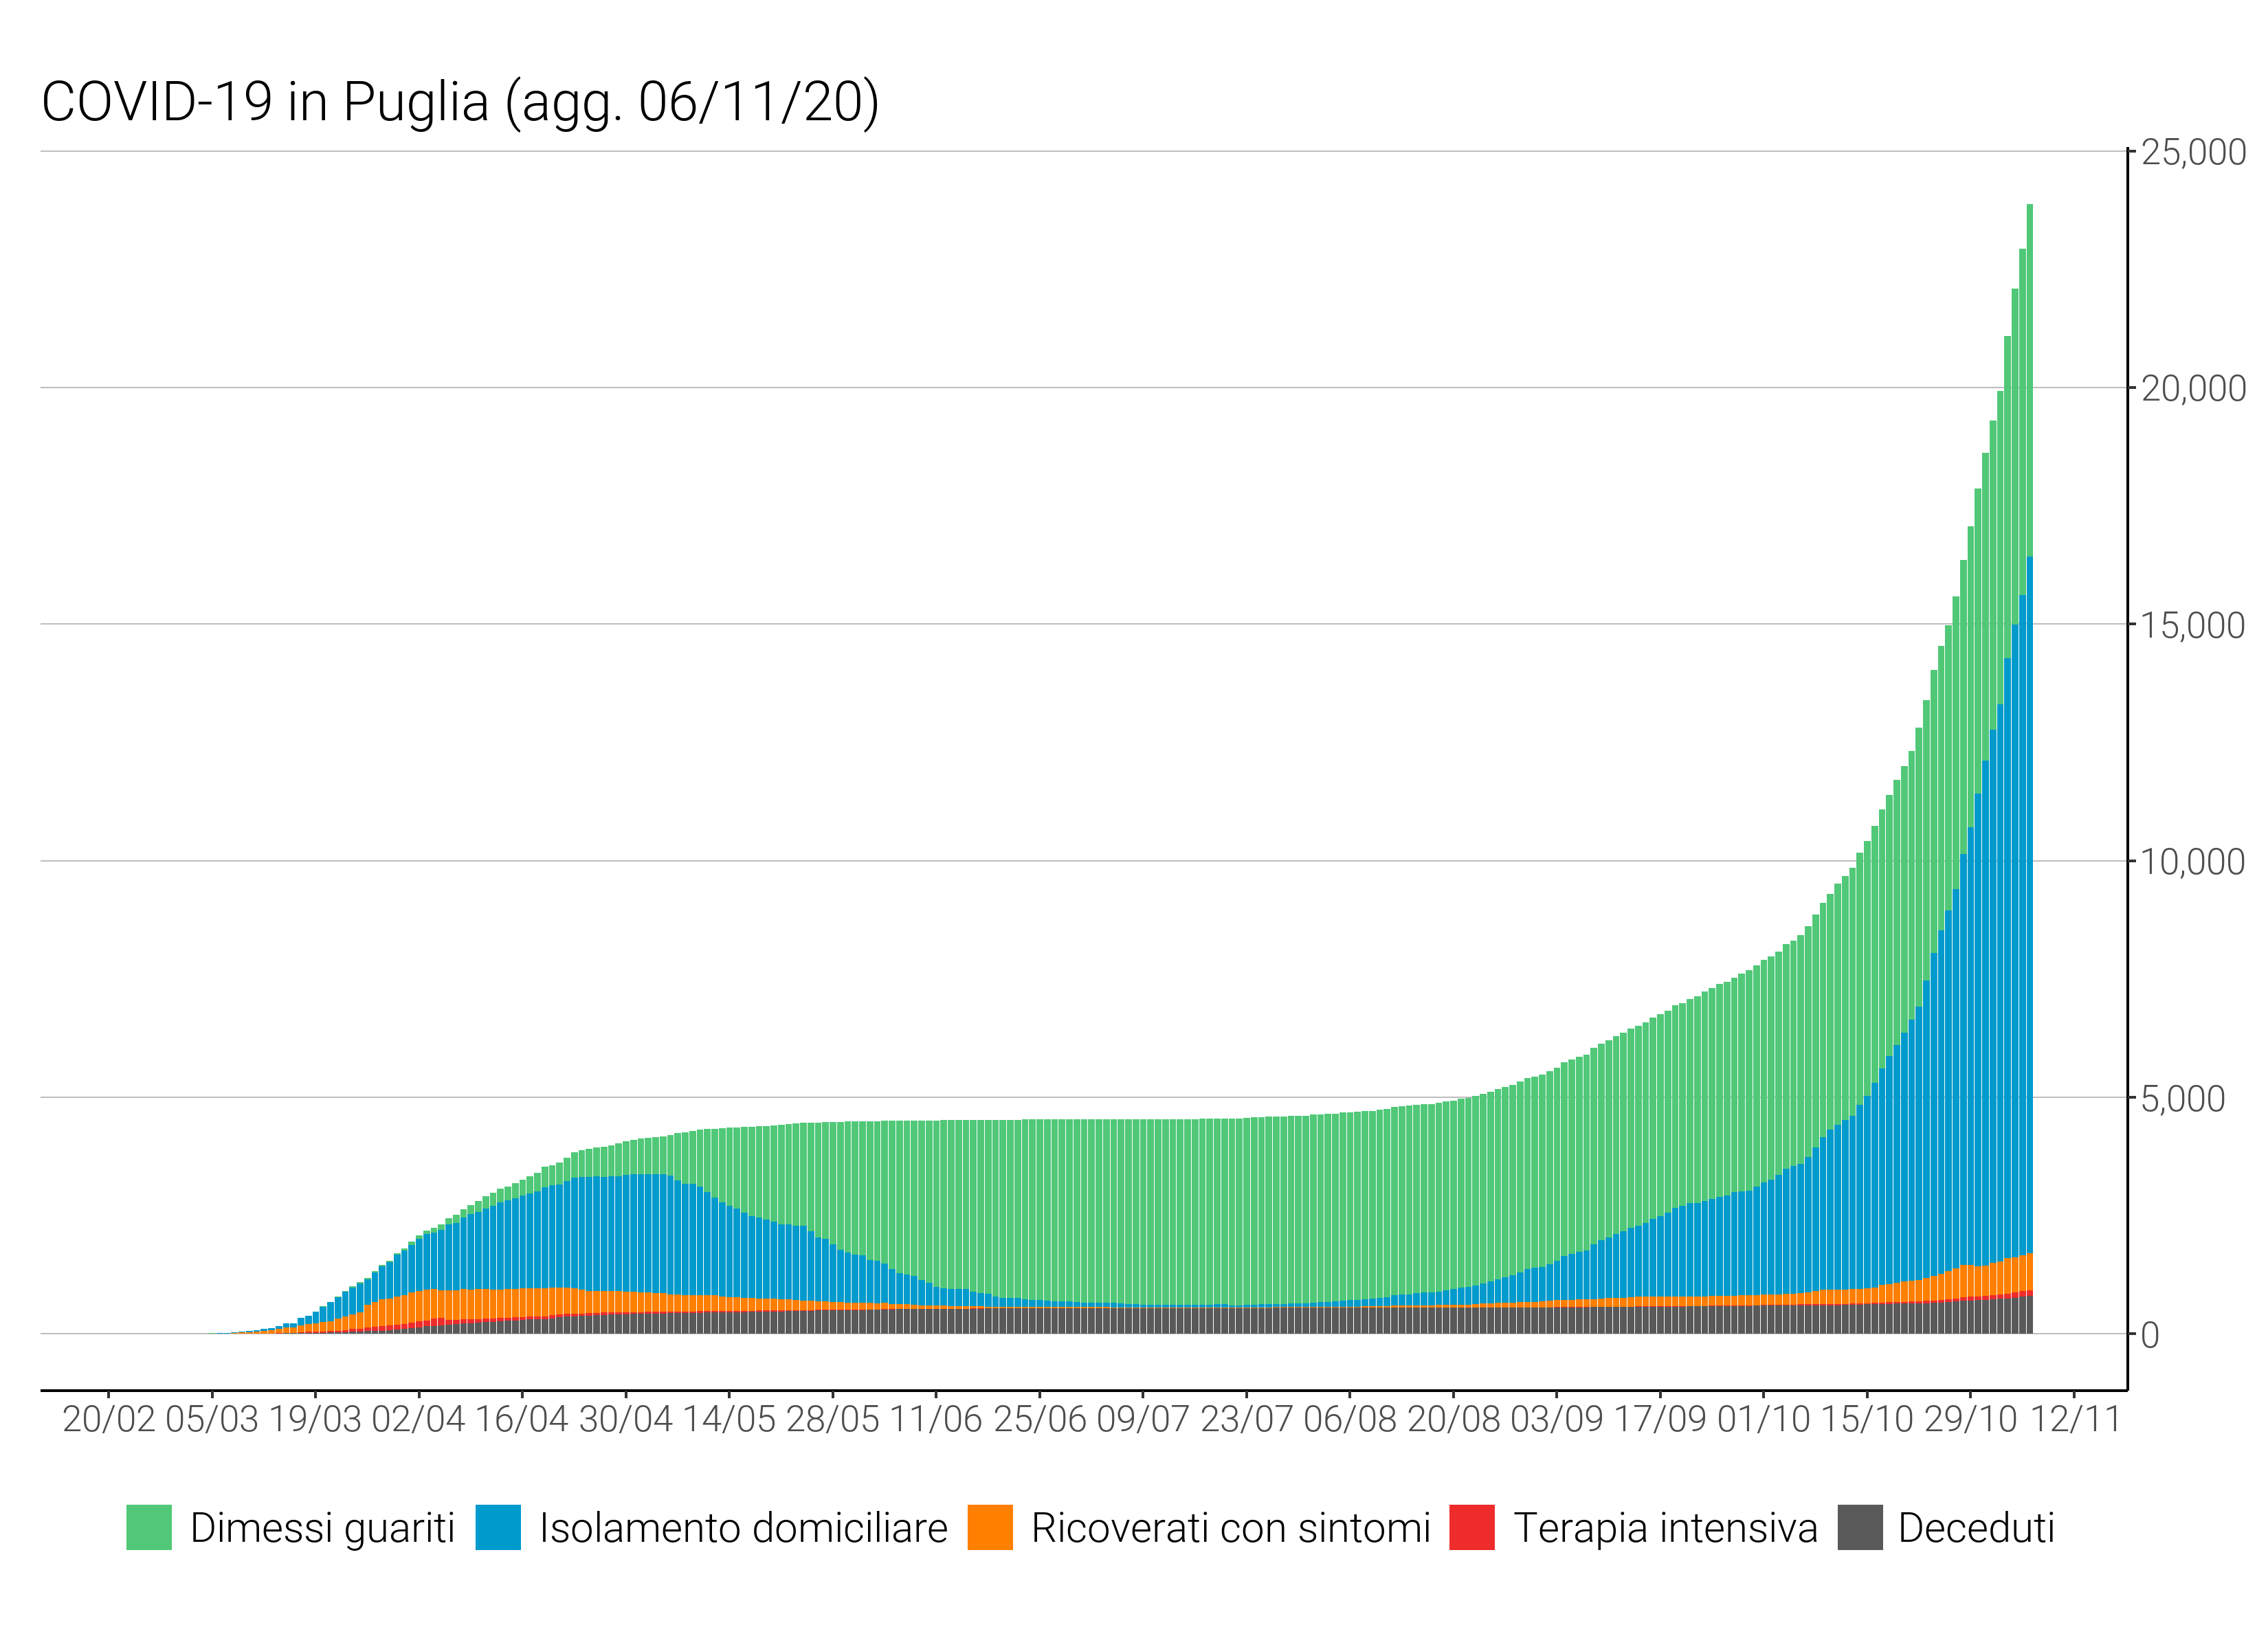 COVID-19 in Puglia (agg. 06/11/20)
25,000
20,000
15,000
10,000
5,000
0
20/02 05/03 19/03 02/04 16/04 30/04 14/05 28/05 11/06 25/06 09/07 23/07 06/08 20/08 03/09 17/09 01/10 15/10 29/10 12/11
Dimessi guariti Isolamento domiciliare Ricoverati con sintomi Terapia intensiva Deceduti